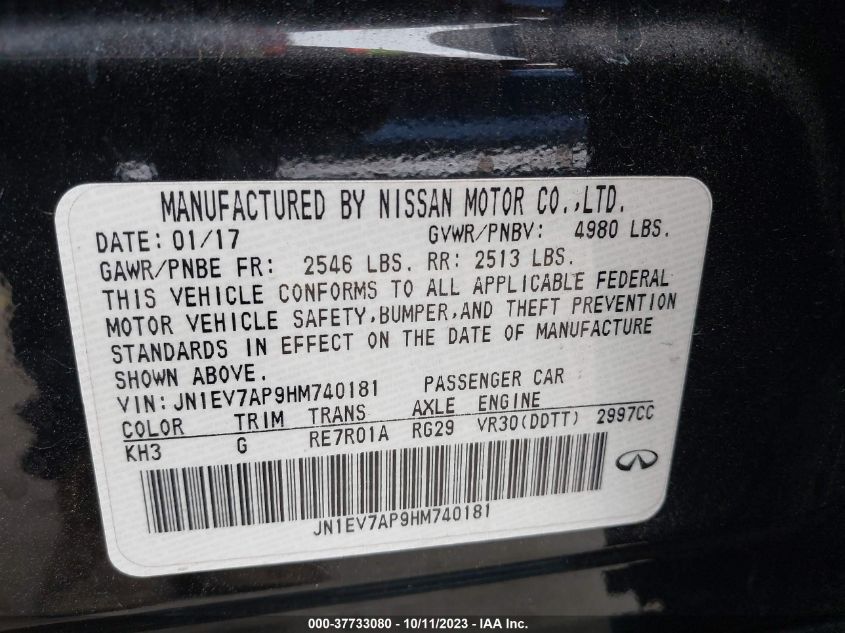 MANUFACTURED BY NISSAN MOTOR CO.,LTD.
DATE: 01/17 GVWR/PNBV: 4980 LBS.
GAWR/PNBE FR: 2546 LBS. RR: 2513 LBS.
THIS VEHICLE CONFORMS TO ALL APPLICABLE FEDERAL
MOTOR VEHICLE SAFETY,BUMPER,AND THEFT PREVENTION
STANDARDS IN EFFECT ON THE DATE OF MANUFACTURE
SHOWN ABOVE.
VIN: JN1EV7AP9HM740181 PASSENGER CAR
COLOR TRIM TRANS AXLE ENGINE
KH3 G RE7R01A RG29 VR30(DDTT) 2997CC
JN1EV7AP9HM740181
000-37733080 - 10/11/2023 - IAA Inc.